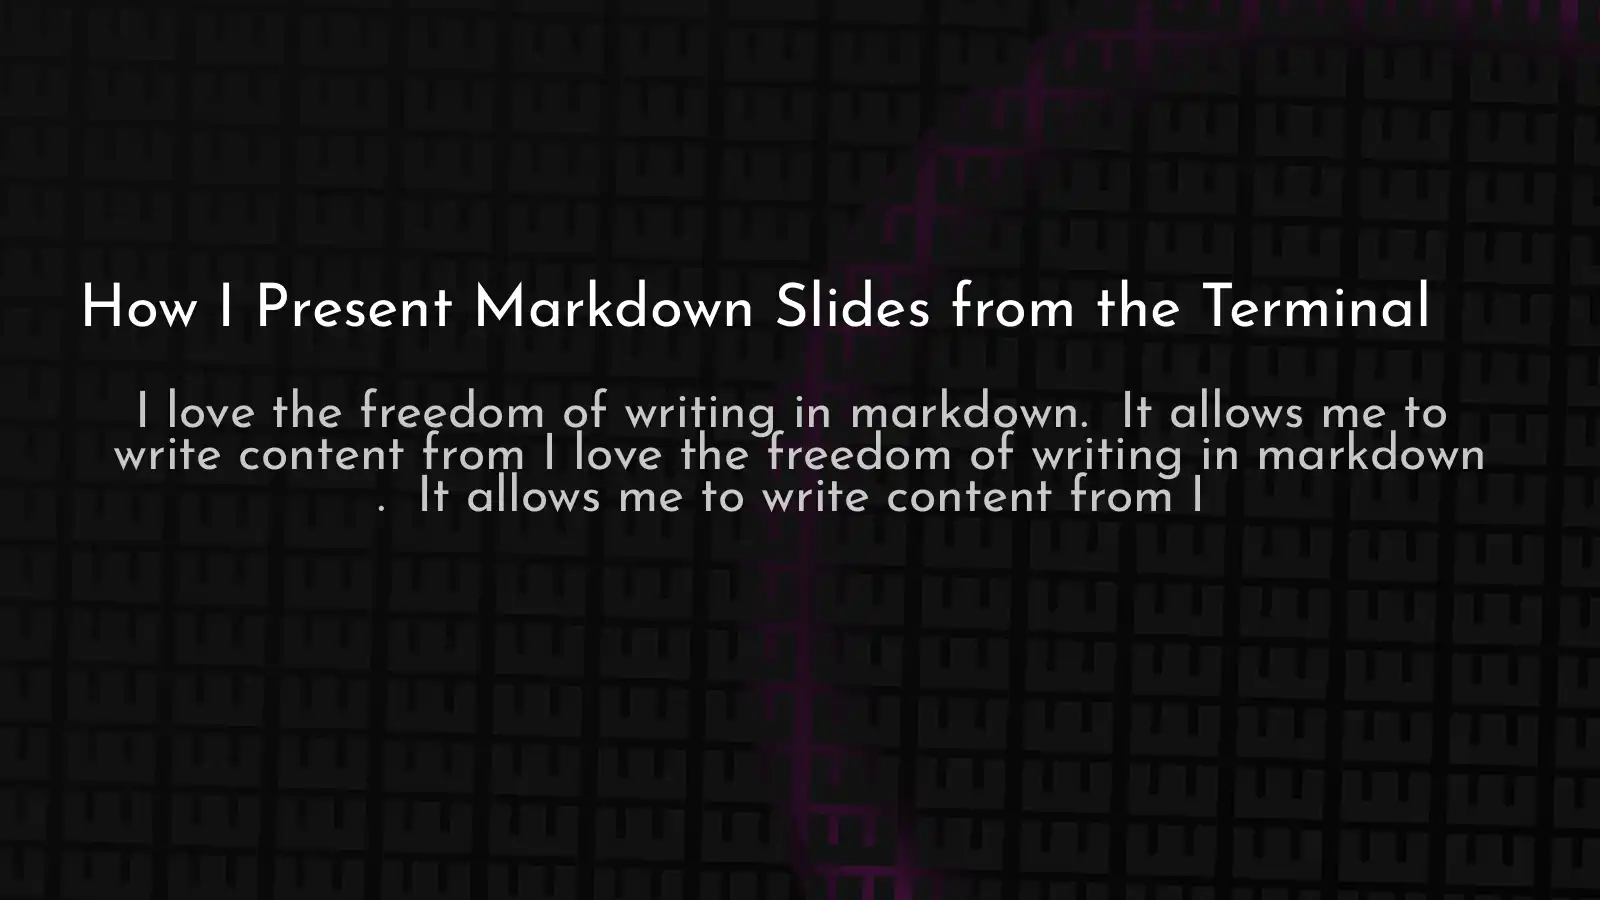 How I Present Markdown Slides from the Terminal
I love the freedom of writing in markdown.  It allows me to
write content from I love the freedom of writing in markdown
.  It allows me to write content from I